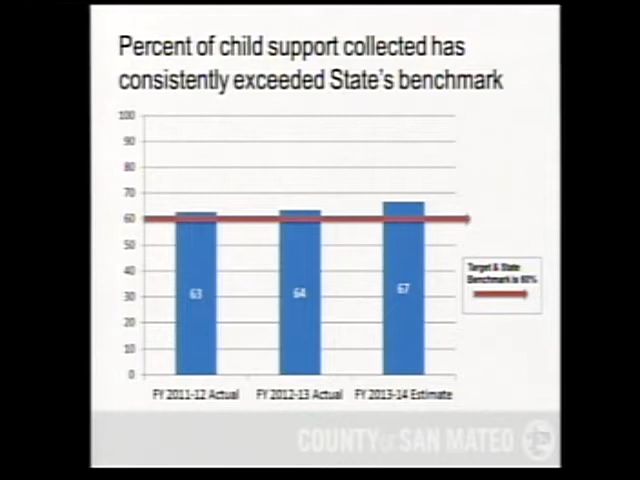 Percent of child support collected has
consistently exceeded State's benchmark
100
90
80
70
60
50
40
30
20
10
0
63
64
67
FY 2011-12 Actual
FY 2012-13 Actual
FY 2013-14 Estimate
Target & State
Benchmark is 60%
COUNTY OF SAN MATEO